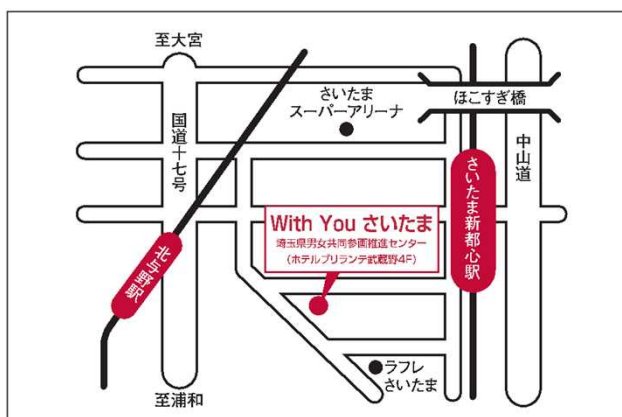 至大宮
国道十七号
さいたま
スーパーアリーナ
ほこすぎ橋
中山道
さいたま新都心駅
With You さいたま
埼玉県男女共同参画推進センター
(ホテルブリランテ武蔵野4F)
北与野駅
ラフレ
さいたま
至浦和